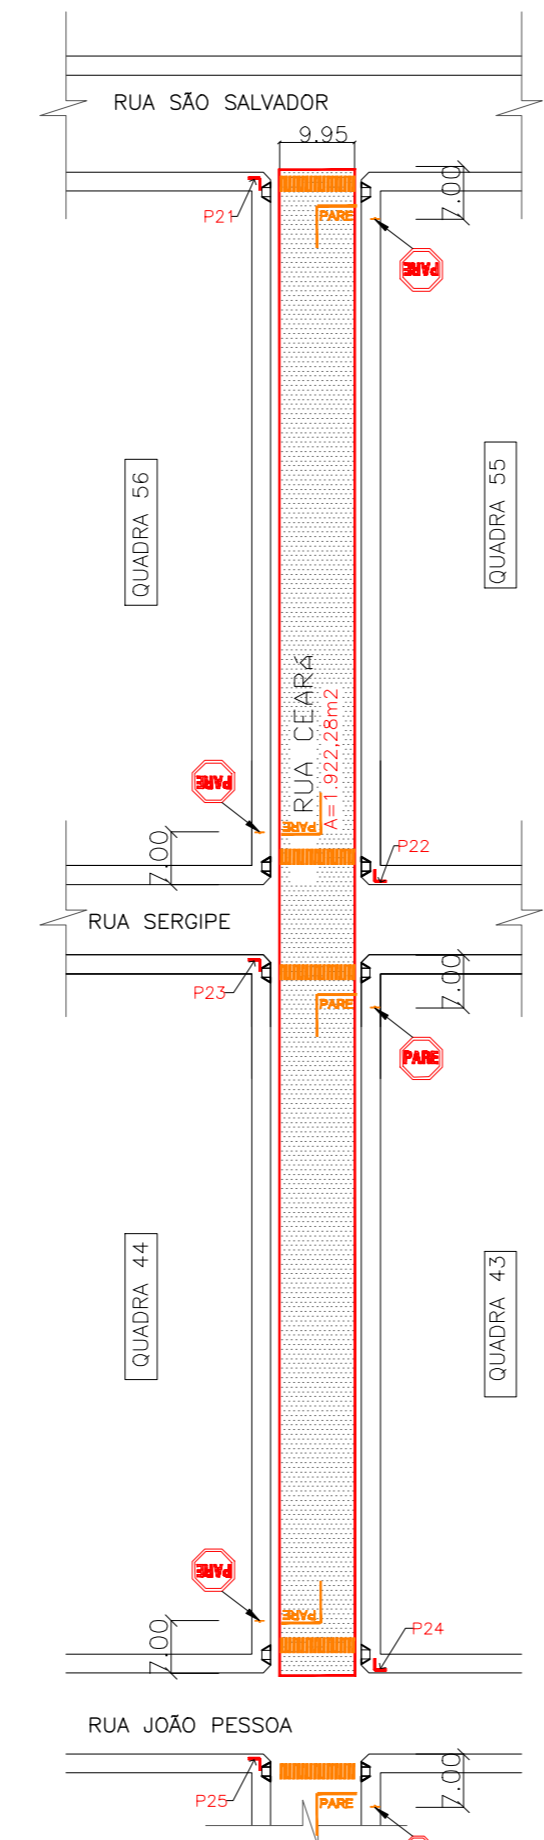 RUA SÃO SALVADOR
9.95
7.00
P21
PARE
PARE
QUADRA 56
QUADRA 55
RUA CEARÁ
A=1.922,28m2
PARE
PARE
7.00
P22
RUA SERGIPE
P23
7.00
PARE
PARE
QUADRA 44
QUADRA 43
PARE
PARE
7.00
P24
RUA JOÃO PESSOA
7.00
P25
PARE